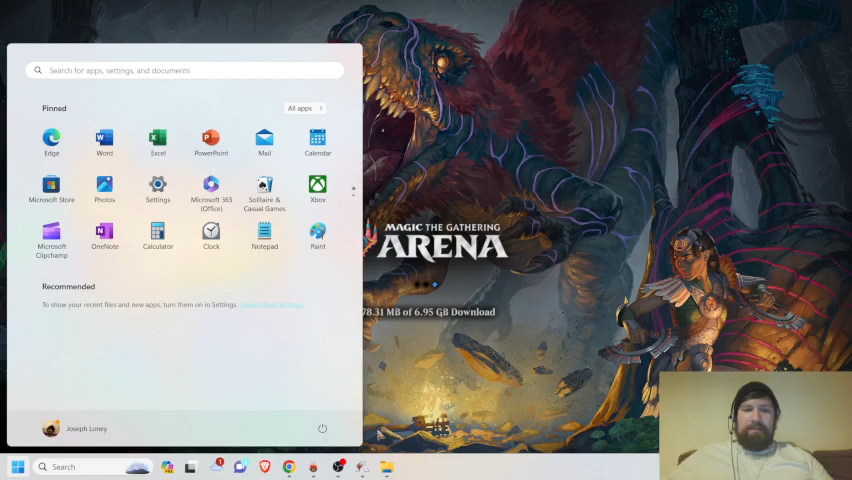 Search for apps, settings, and documents
Pinned
All apps >
Edge
Word
Excel
PowerPoint
Mail
Calendar
Microsoft Store
Photos
Settings
Microsoft 365
(Office)
Solitaire &
Casual Games
Xbox
Microsoft
Clipchamp
OneNote
Calculator
Clock
Notepad
Paint
Recommended
To show your recent files and new apps, turn them on in Settings.
Joseph Loney
MAGIC THE GATHERING
ARENA
78.31 MB of 6.95 GB Download
Search